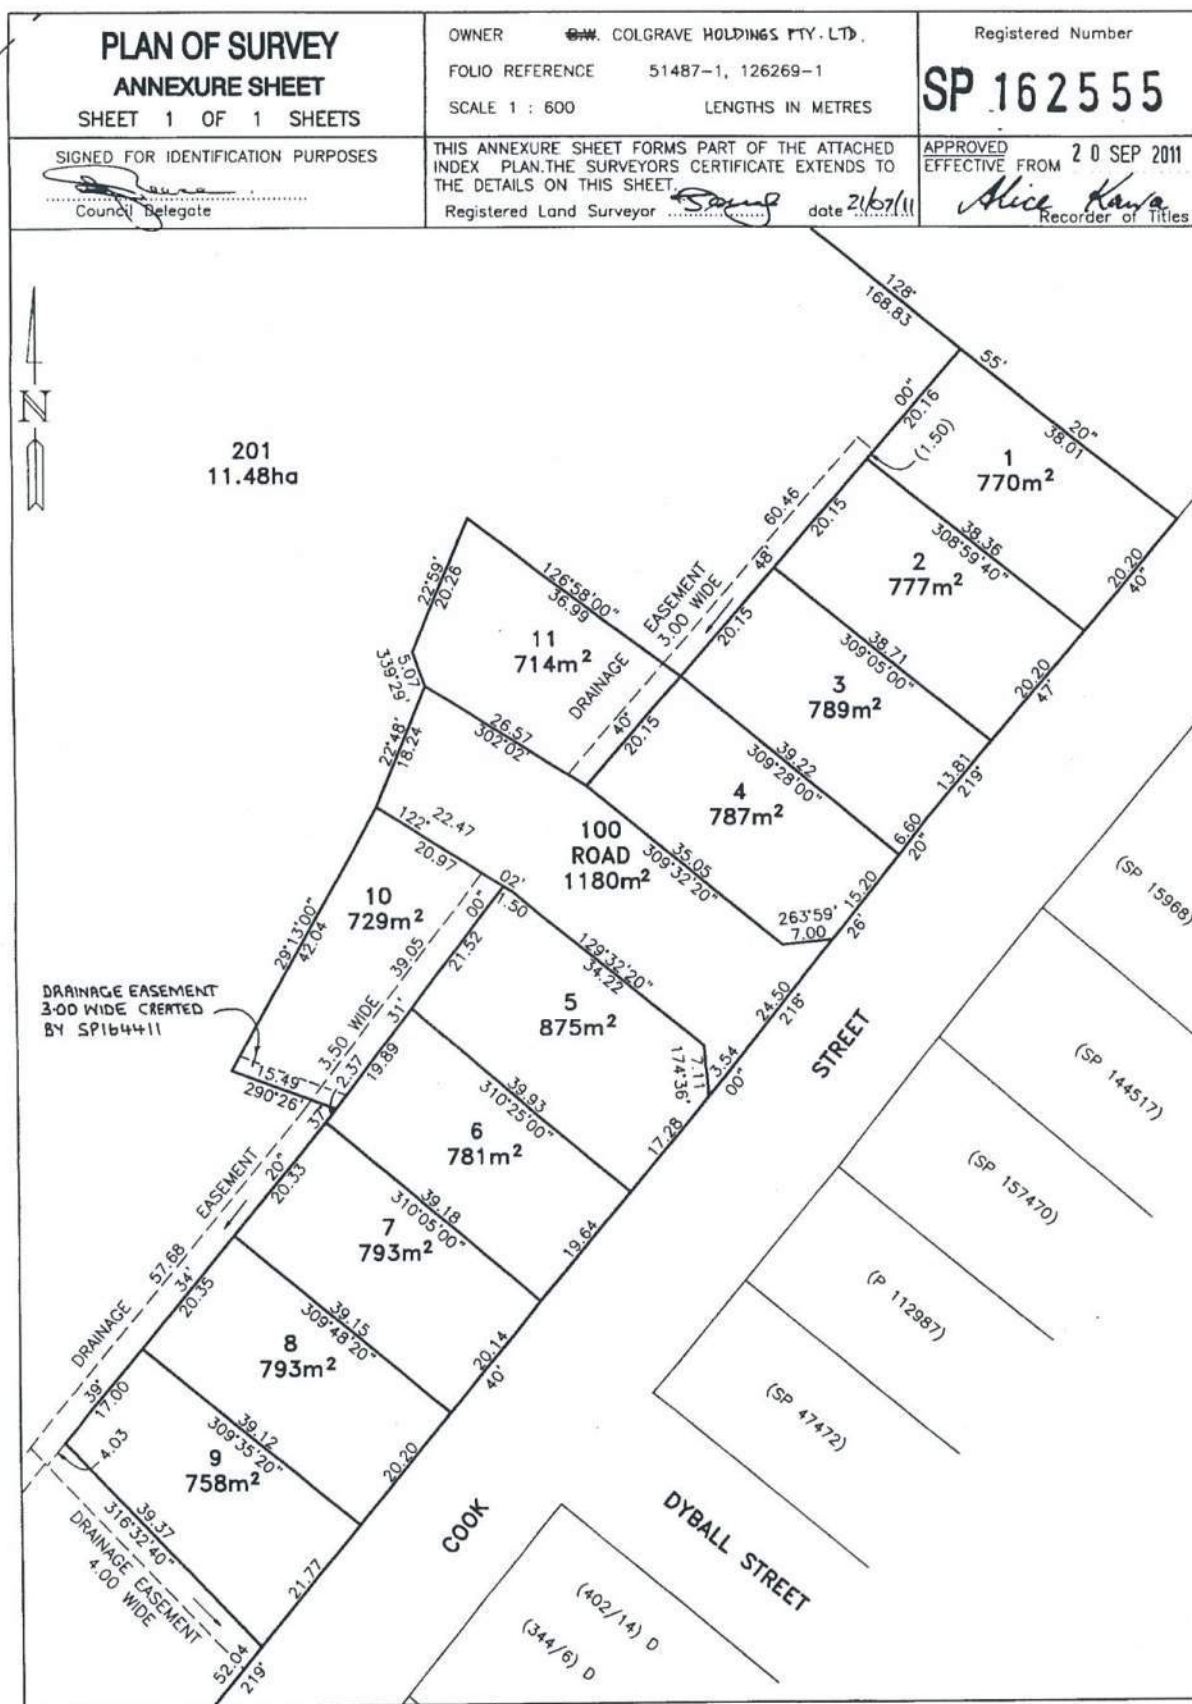 PLAN OF SURVEY
ANNEXURE SHEET
SHEET 1 OF 1 SHEETS
OWNER B.W. COLGRAVE HOLDINGS PTY. LTD.
FOLIO REFERENCE 51487-1, 126269-1
SCALE 1 : 600 LENGTHS IN METRES
Registered Number
SP 162555
SIGNED FOR IDENTIFICATION PURPOSES
Council Delegate
THIS ANNEXURE SHEET FORMS PART OF THE ATTACHED
INDEX PLAN.THE SURVEYORS CERTIFICATE EXTENDS TO
THE DETAILS ON THIS SHEET.
Registered Land Surveyor date 21/07/11
APPROVED
EFFECTIVE FROM 20 SEP 2011
Alice Kawa
Recorder of Titles
N
128°
168.83
55'
20"
38.01
00"
20.16
(1.50)
1
770m²
201
11.48ha
60.46
20.15
38.36
308°59'40"
2
777m²
20.20
40"
48'
EASEMENT
3.00 WIDE
DRAINAGE
22°59'
20.26
126°58'00"
36.99
11
714m²
20.15
38.71
309°05'00"
3
789m²
20.20
47'
5.07
339°29'
40°
20.15
26.57
302°02'
22°48'
18.24
39.22
309°28'00"
4
787m²
13.81
219°
100
ROAD
1180m²
35.05
309°32'20"
6.60
20"
122° 22.47
20.97
02'
1.50
00"
15.20
26'
263°59'
7.00
(SP 15968)
10
729m²
29°13'00"
42.04
39.05
21.52
129°32'20"
34.22
DRAINAGE EASEMENT
3.00 WIDE CREATED
BY SP164411
3.50 WIDE
31'
5
875m²
24.50
218°
STREET
2.37
19.89
7.11
174°36'
3.54
00"
(SP 144517)
15.49
290°26'
39.93
310°25'00"
37°
6
781m²
17.28
EASEMENT
20"
20.33
39.18
310°05'00"
7
793m²
19.64
(SP 157470)
57.68
34'
20.35
DRAINAGE
39.15
309°48'20"
8
793m²
20.14
40'
(P 112987)
39°
17.00
4.03
39.12
309°35'20"
9
758m²
20.20
(SP 47472)
39.37
316°32'40"
DRAINAGE EASEMENT
4.00 WIDE
21.77
COOK
DYBALL STREET
52.04
219°
(402/14) D
(344/6) D